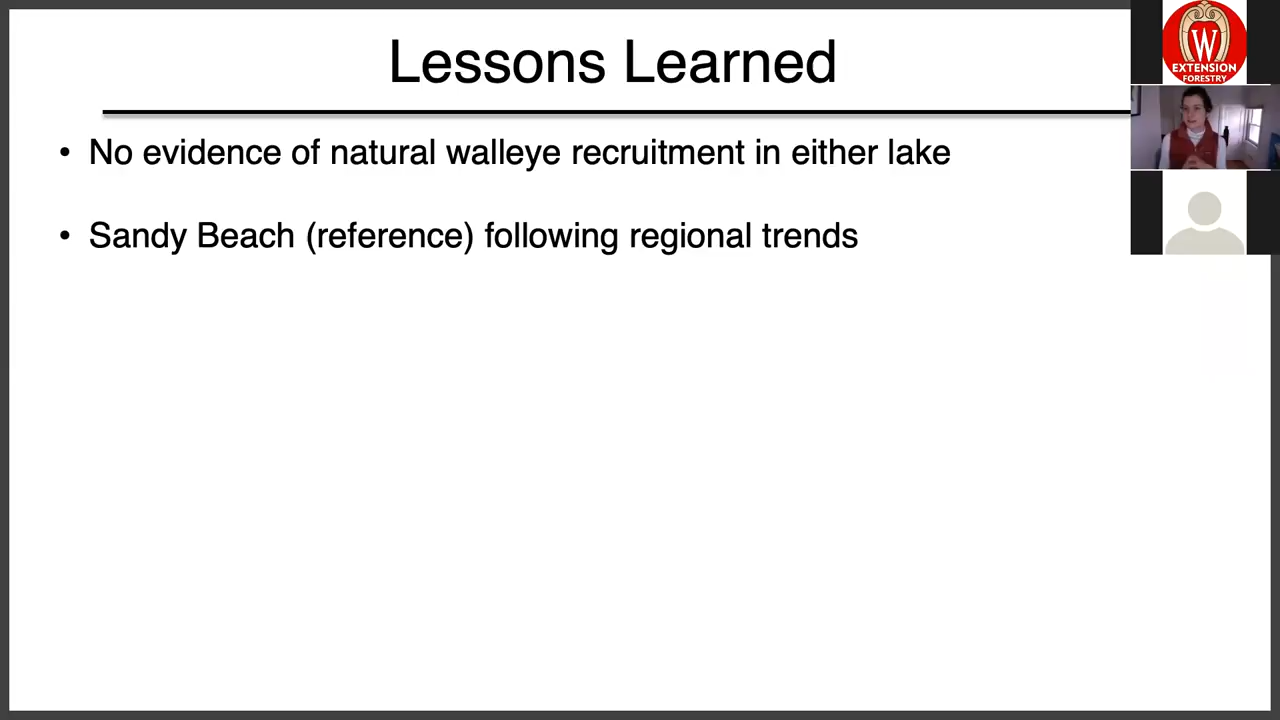 Lessons Learned
• No evidence of natural walleye recruitment in either lake
• Sandy Beach (reference) following regional trends
W
EXTENSION
FORESTRY